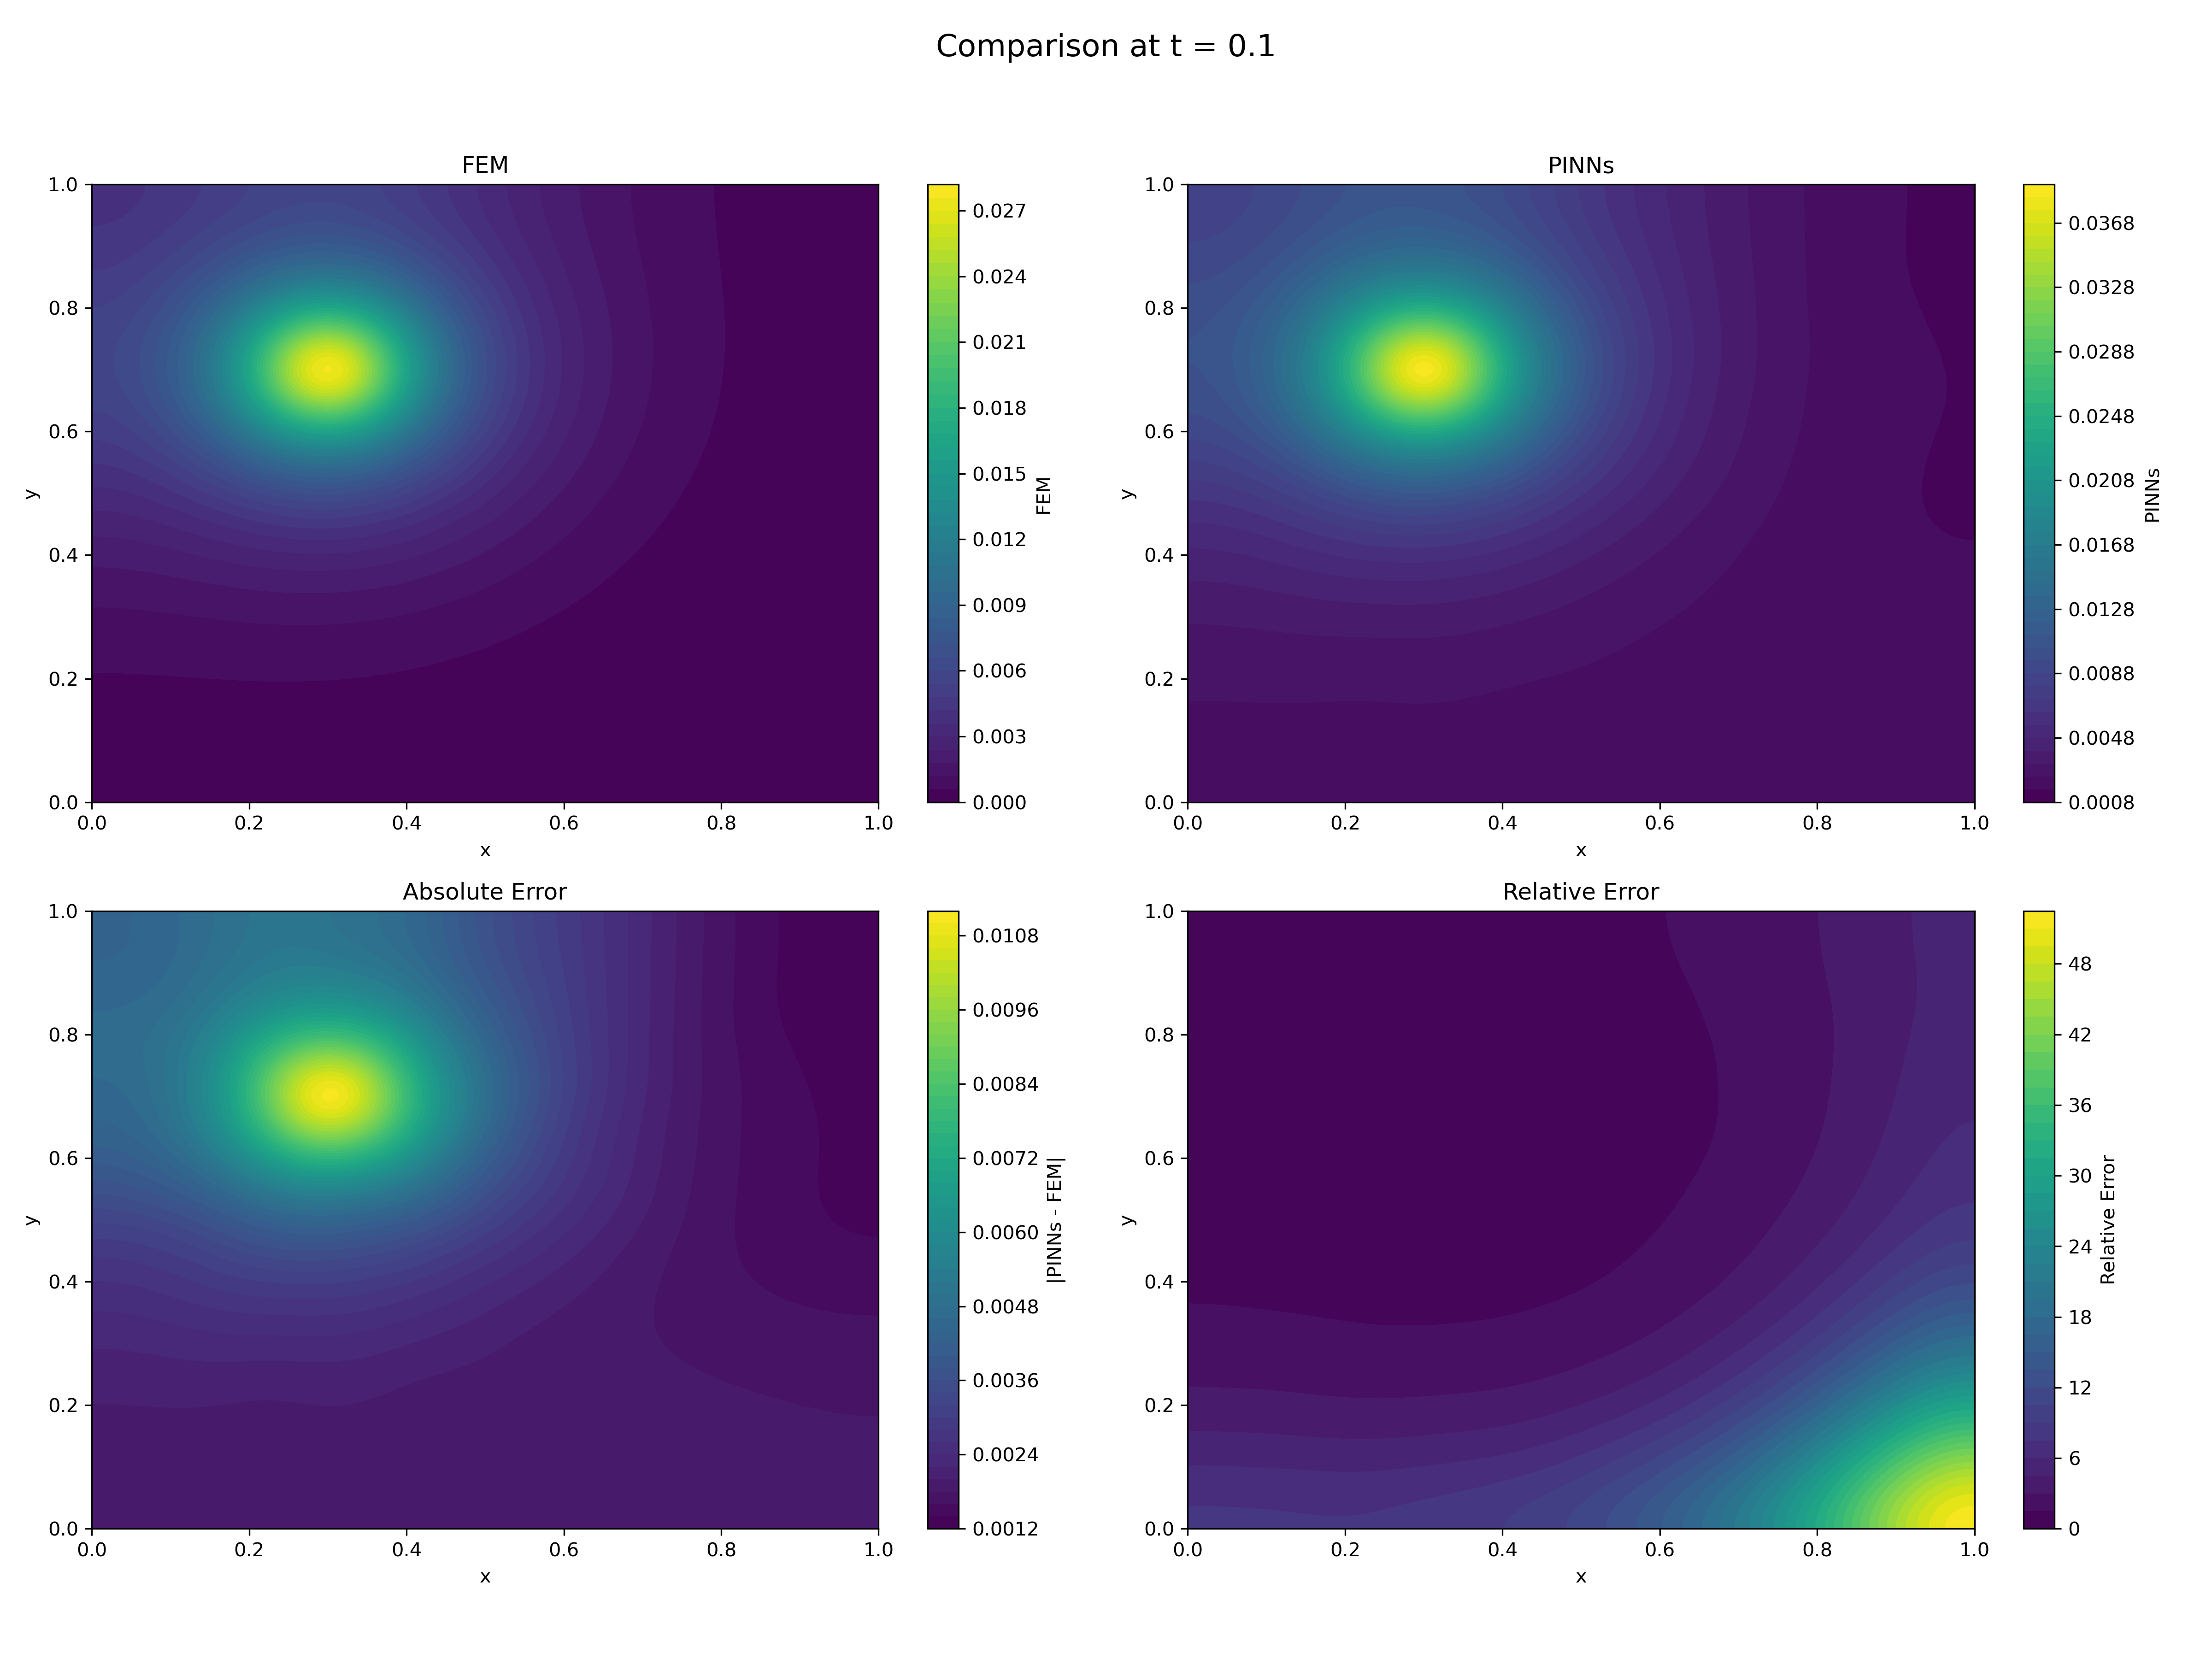 Comparison at t = 0.1
FEM
1.0
0.8
0.6
0.4
0.2
0.0
y
0.0 0.2 0.4 0.6 0.8 1.0
x
0.027
0.024
0.021
0.018
0.015
0.012
0.009
0.006
0.003
0.000
FEM
PINNs
1.0
0.8
0.6
0.4
0.2
0.0
y
0.0 0.2 0.4 0.6 0.8 1.0
x
0.0368
0.0328
0.0288
0.0248
0.0208
0.0168
0.0128
0.0088
0.0048
0.0008
PINNs
Absolute Error
1.0
0.8
0.6
0.4
0.2
0.0
y
0.0 0.2 0.4 0.6 0.8 1.0
x
0.0108
0.0096
0.0084
0.0072
0.0060
0.0048
0.0036
0.0024
0.0012
|PINNs - FEM|
Relative Error
1.0
0.8
0.6
0.4
0.2
0.0
y
0.0 0.2 0.4 0.6 0.8 1.0
x
48
42
36
30
24
18
12
6
0
Relative Error